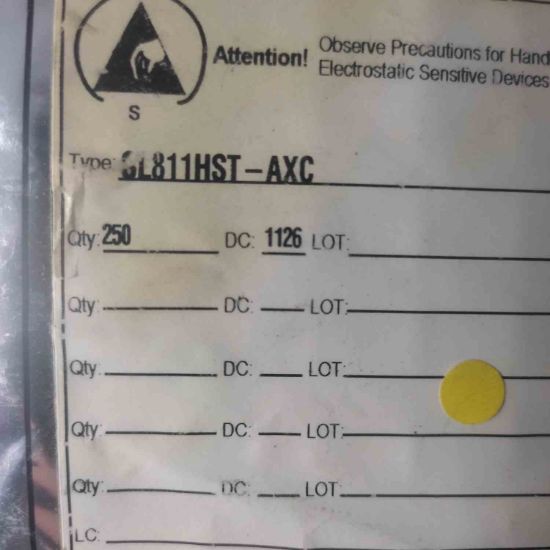 Attention! Observe Precautions for Hand
Electrostatic Sensitive Devices
S
Type: SL811HST-AXC
Qty: 250 DC: 1126 LOT:
Qty: DC: LOT:
Qty: DC: LOT:
Qty: DC: LOT:
Qty: DC: LOT:
LC: